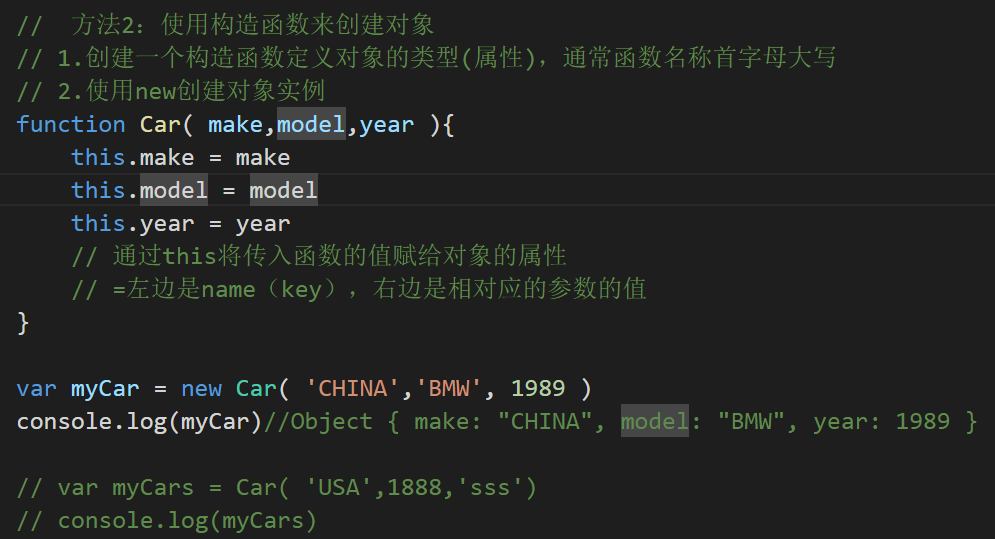 //  方法2：使用构造函数来创建对象
// 1.创建一个构造函数定义对象的类型(属性)，通常函数名称首字母大写
// 2.使用new创建对象实例
function Car( make,model,year ){
    this.make = make
    this.model = model
    this.year = year
    // 通过this将传入函数的值赋给对象的属性
    // =左边是name（key），右边是相对应的参数的值
}
var myCar = new Car( 'CHINA','BMW', 1989 )
console.log(myCar)//Object { make: "CHINA", model: "BMW", year: 1989 }
// var myCars = Car( 'USA',1888,'sss')
// console.log(myCars)